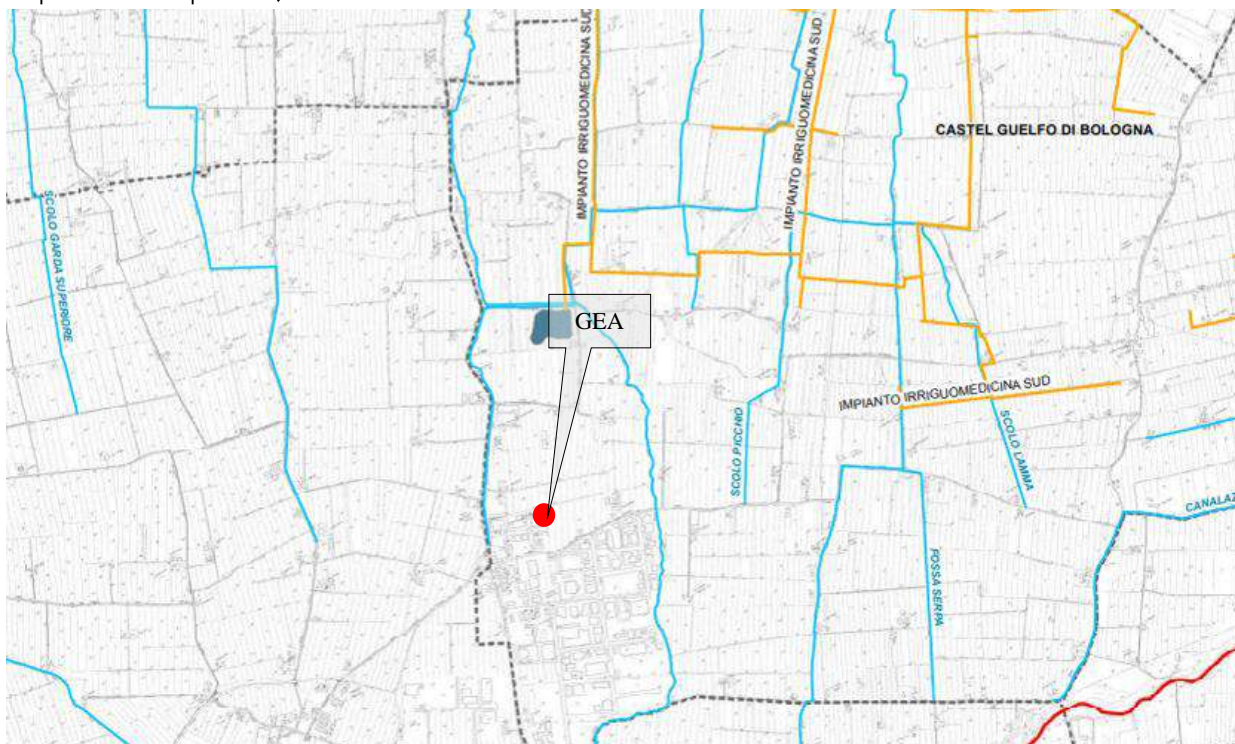 IMPIANTO IRRIGUOMEDICINA SUD
IMPIANTO IRRIGUOMEDICINA SUD
CASTEL GUELFO DI BOLOGNA
SCOLO GARDA SUPERIORE
GEA
IMPIANTO IRRIGUOMEDICINA SUD
SCOLO PICCHIO
SCOLO LAMMA
CANALAZ
FOSSA SERPA